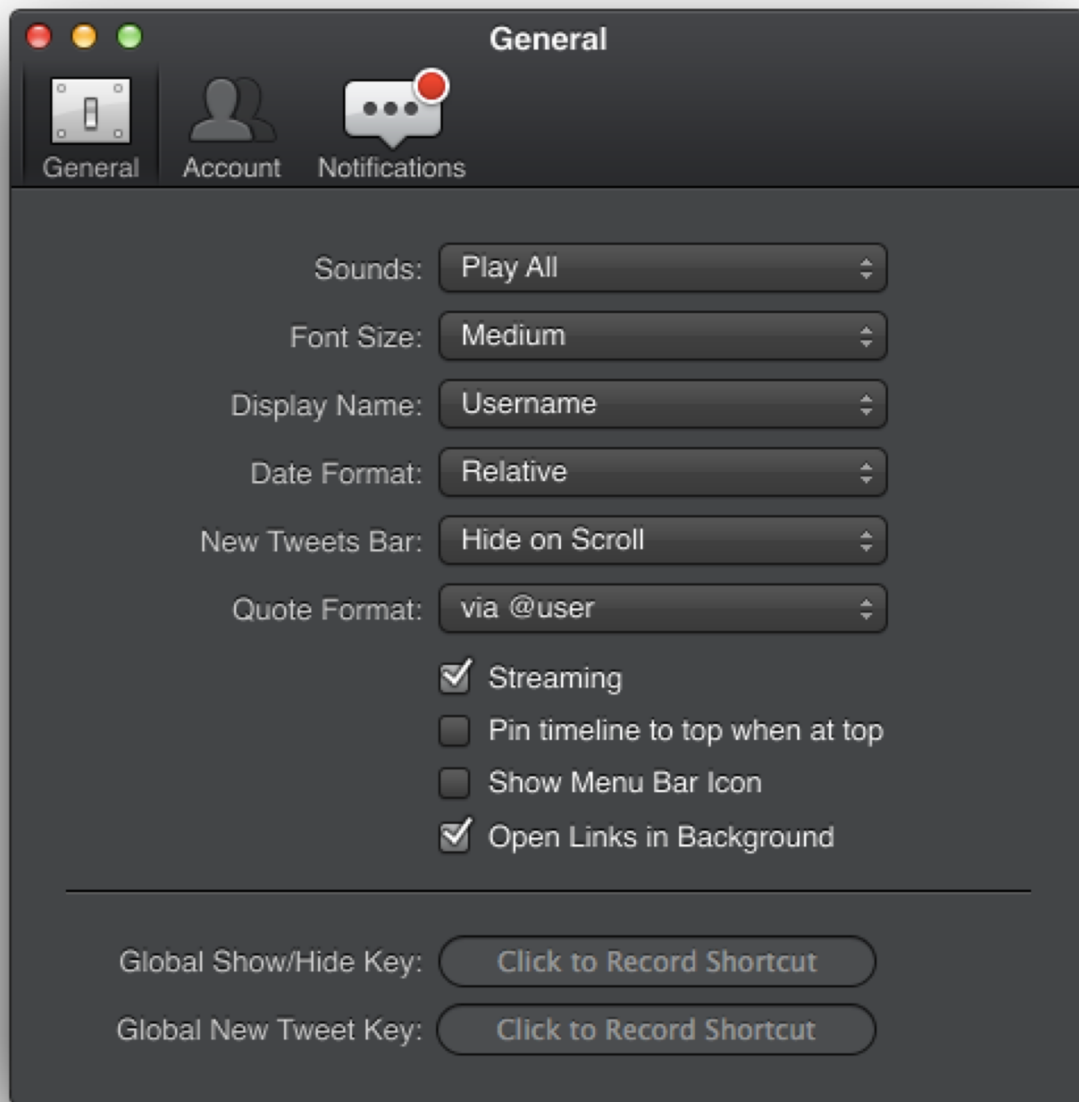 General
General Account Notifications
Sounds: Play All
Font Size: Medium
Display Name: Username
Date Format: Relative
New Tweets Bar: Hide on Scroll
Quote Format: via @user
Streaming
Pin timeline to top when at top
Show Menu Bar Icon
Open Links in Background
Global Show/Hide Key: Click to Record Shortcut
Global New Tweet Key: Click to Record Shortcut